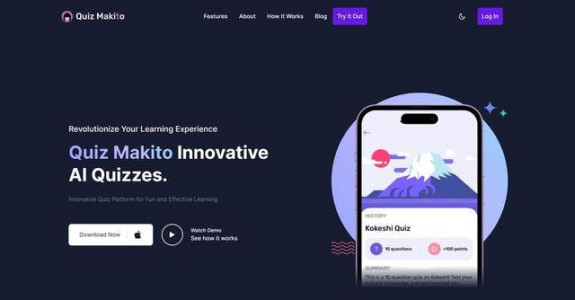 Quiz Makito
Features
About
How It Works
Blog
Try It Out
Log In
Revolutionize Your Learning Experience
Quiz Makito Innovative
AI Quizzes.
Innovative Quiz Platform for Fun and Effective Learning.
Download Now
Watch Demo
See how it works
HISTORY
Kokeshi Quiz
? 10 questions
+100 points
SUMMARY
This is a 10 question quiz on Kokeshi! Test your